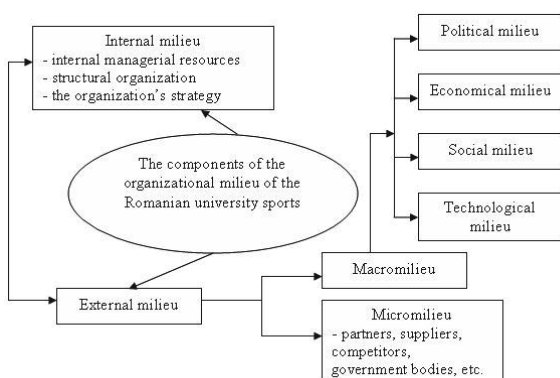 Internal milieu
- internal managerial resources
- structural organization
- the organization's strategy
Political milieu
Economical milieu
Social milieu
Technological
milieu
The components of the
organizational milieu of the
Romanian university sports
External milieu
Macromilieu
Micromilieu
- partners, suppliers,
competitors,
government bodies, etc.